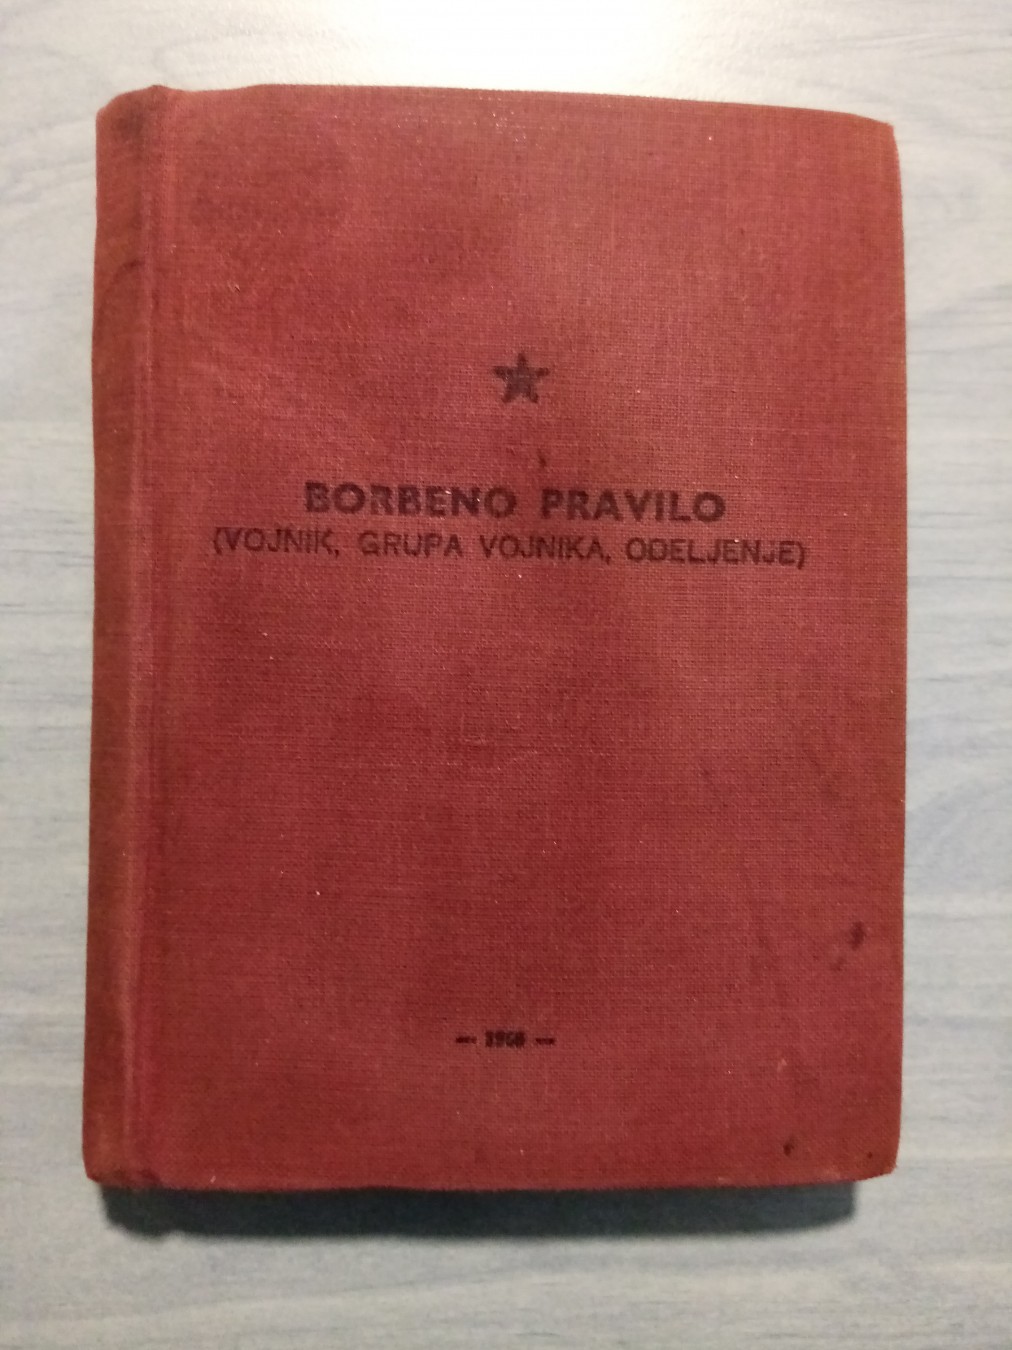 BORBENO PRAVILO
(VOJNIK, GRUPA VOJNIKA, ODELJENJE)